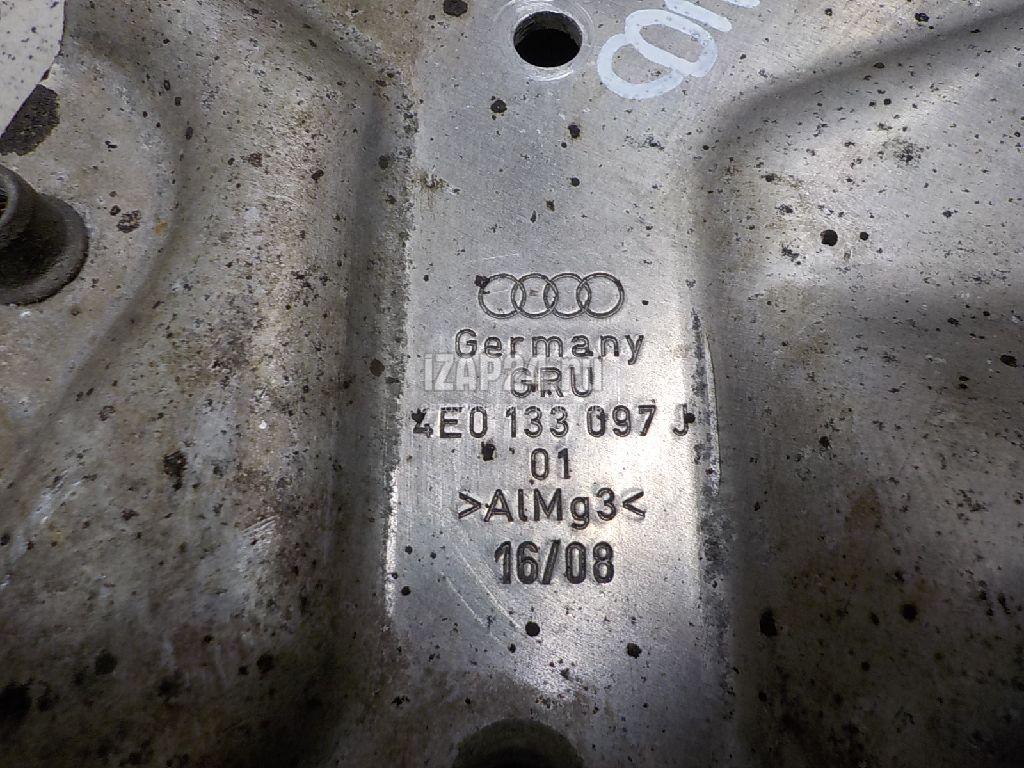 Germany
GRU
4E0 133 097 J
01
>AlMg3<
16/08